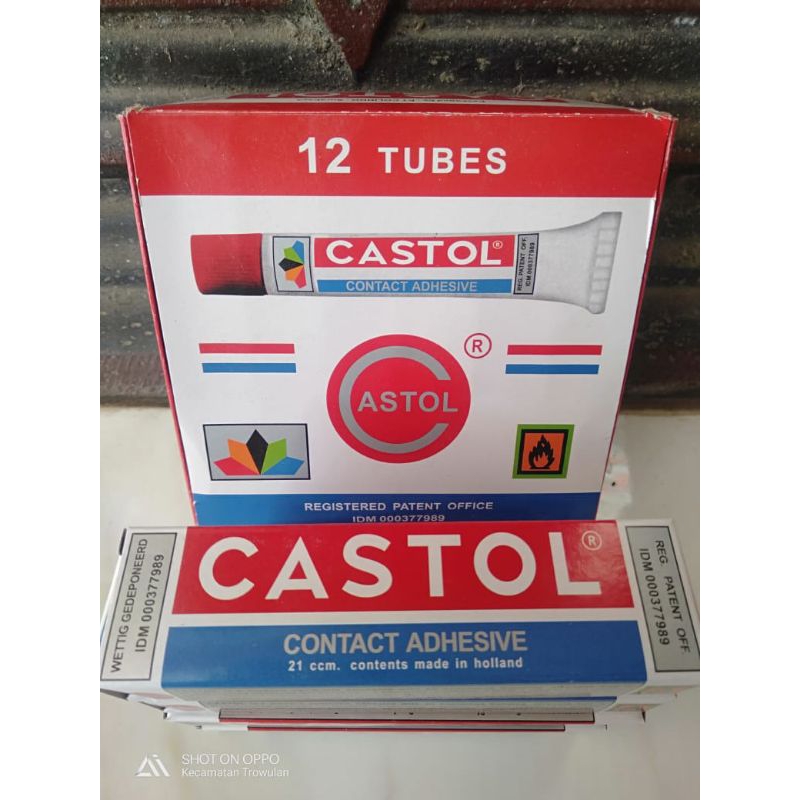 12 TUBES
CASTOL®
CONTACT ADHESIVE
REG. PATENT OFF.
IDM 000377989
®
CASTOL
REGISTERED PATENT OFFICE
IDM 000377989
WETTIG GEDEPONEERD
IDM 000377989
CASTOL®
CONTACT ADHESIVE
21 ccm. contents made in holland
REG. PATENT OFF.
IDM 000377989
SHOT ON OPPO
Kecamatan Trowulan